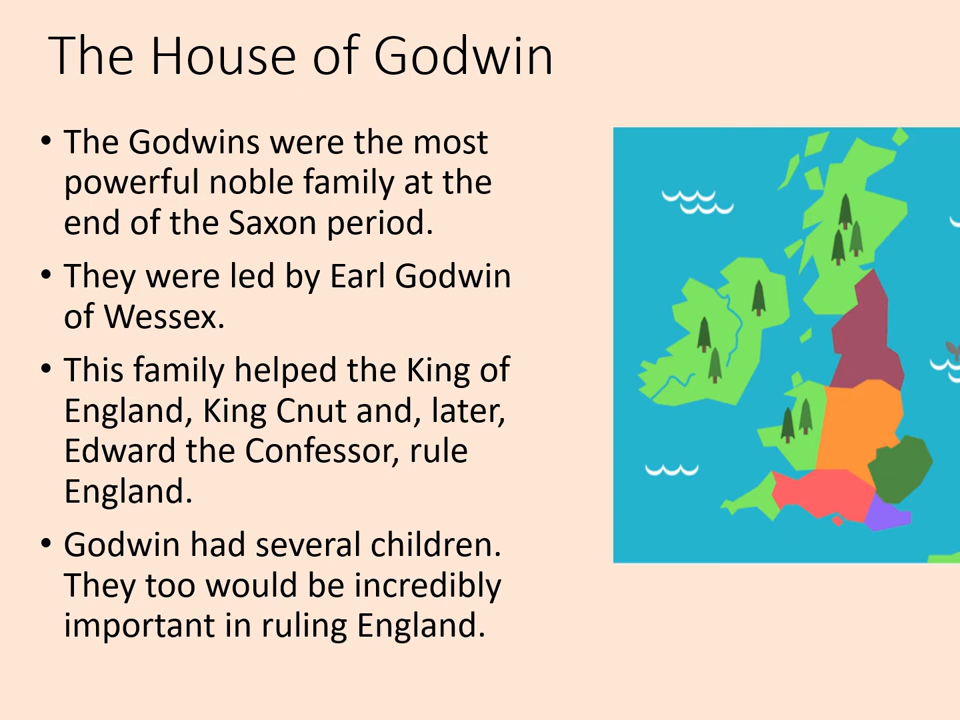 The House of Godwin
• The Godwins were the most
powerful noble family at the
end of the Saxon period.
• They were led by Earl Godwin
of Wessex.
• This family helped the King of
England, King Cnut and, later,
Edward the Confessor, rule
England.
• Godwin had several children.
They too would be incredibly
important in ruling England.